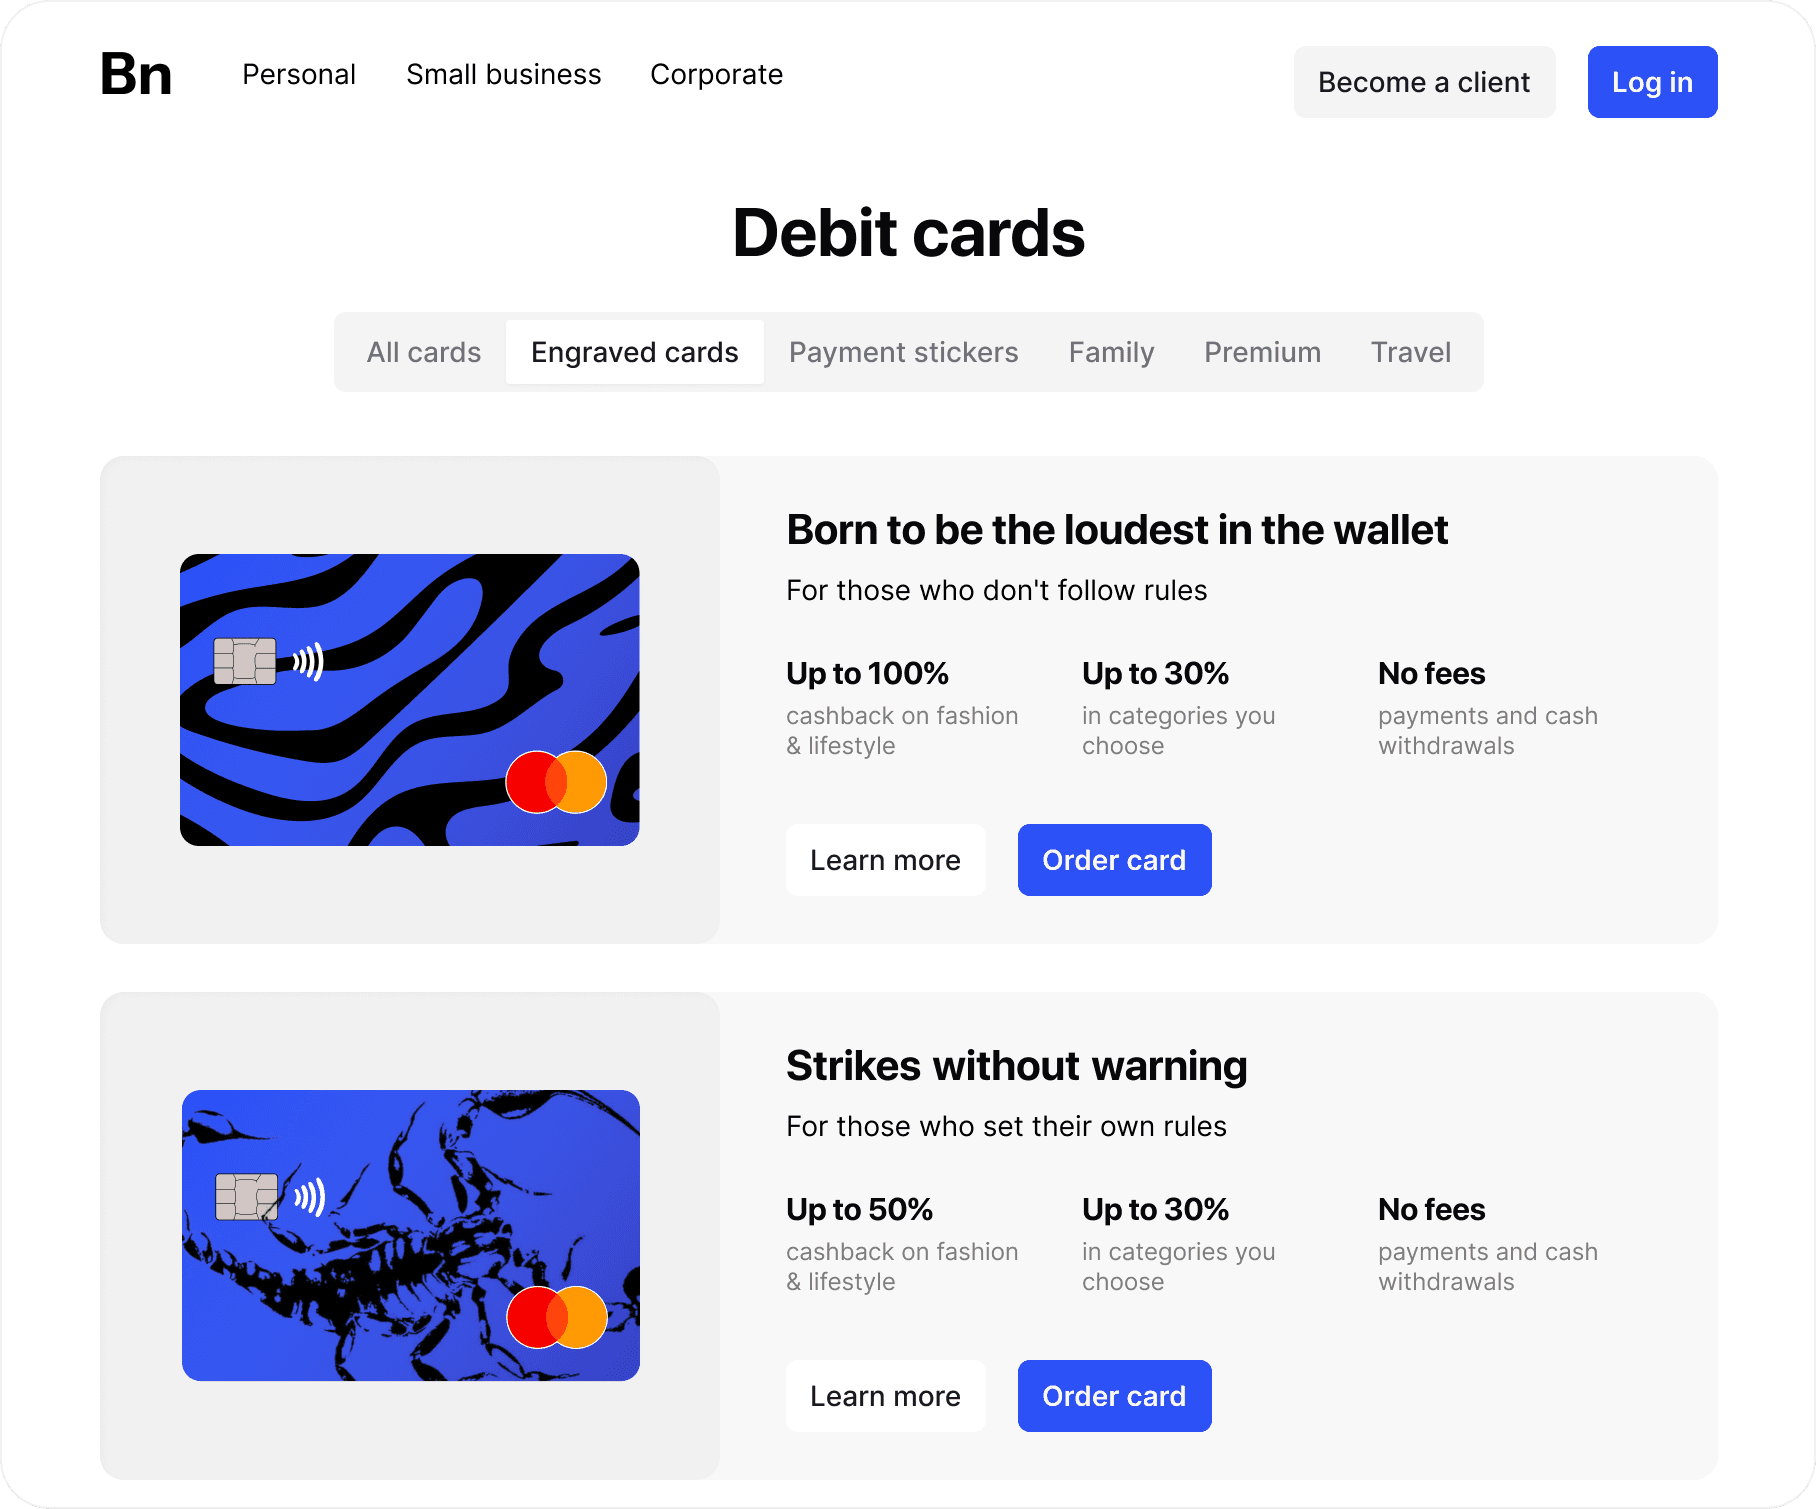 Bn
Personal
Small business
Corporate
Become a client
Log in
Debit cards
All cards
Engraved cards
Payment stickers
Family
Premium
Travel
Born to be the loudest in the wallet
For those who don't follow rules
Up to 100%
cashback on fashion
& lifestyle
Up to 30%
in categories you
choose
No fees
payments and cash
withdrawals
Learn more
Order card
Strikes without warning
For those who set their own rules
Up to 50%
cashback on fashion
& lifestyle
Up to 30%
in categories you
choose
No fees
payments and cash
withdrawals
Learn more
Order card